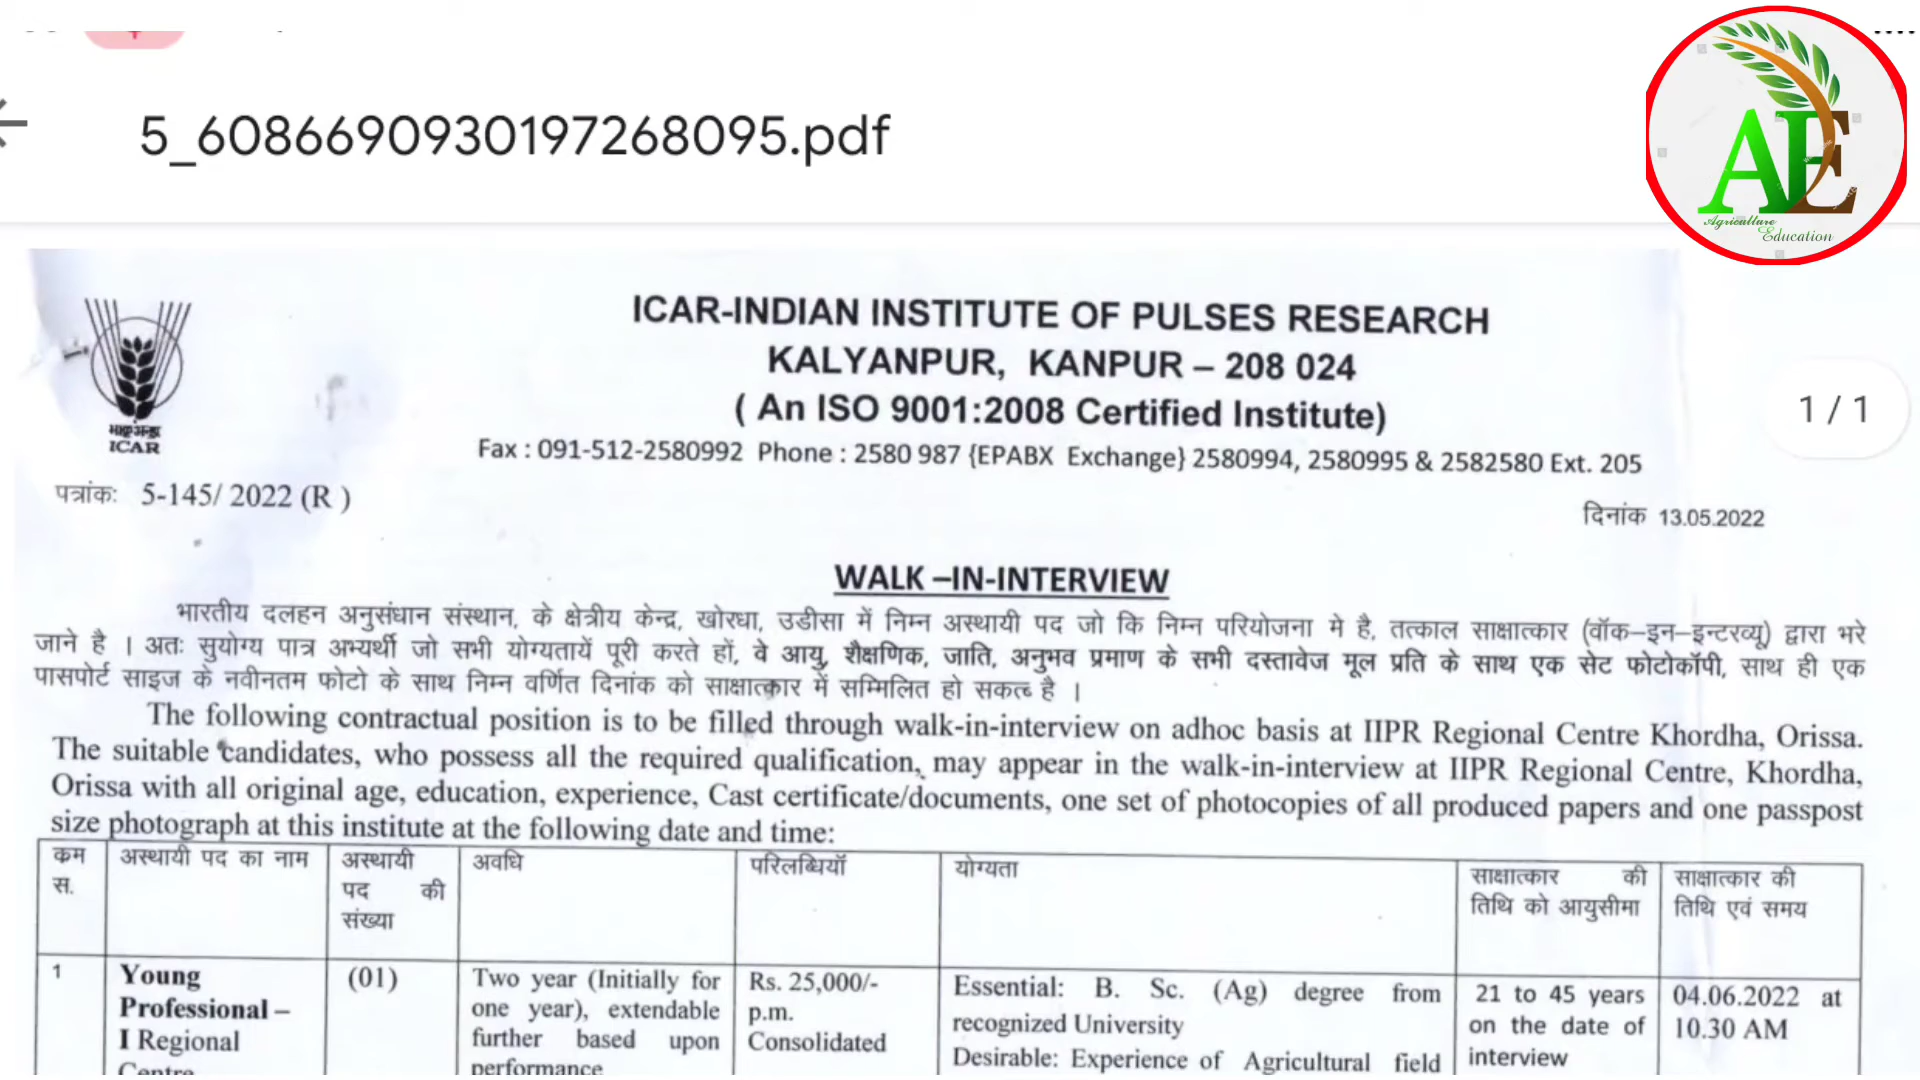 5_6086690930197268095.pdf
AE
Agriculture
Education
ICAR-INDIAN INSTITUTE OF PULSES RESEARCH
KALYANPUR, KANPUR – 208 024
( An ISO 9001:2008 Certified Institute)
Fax : 091-512-2580992 Phone : 2580 987 {EPABX Exchange} 2580994, 2580995 & 2582580 Ext. 205
1 / 1
भाकृअनुप
ICAR
पत्रांकः 5-145/ 2022 (R )
दिनांक 13.05.2022
WALK –IN-INTERVIEW
भारतीय दलहन अनुसंधान संस्थान, के क्षेत्रीय केन्द्र, खोरधा, उडीसा में निम्न अस्थायी पद जो कि निम्न परियोजना मे है, तत्काल साक्षात्कार (वॉक–इन–इन्टरव्यू) द्वारा भरे
जाने है । अतः सुयोग्य पात्र अभ्यर्थी जो सभी योग्यतायें पूरी करते हों, वे आयु, शैक्षणिक, जाति, अनुभव प्रमाण के सभी दस्तावेज मूल प्रति के साथ एक सेट फोटोकॉपी, साथ ही एक
पासपोर्ट साइज के नवीनतम फोटो के साथ निम्न वर्णित दिनांक को साक्षात्कार में सम्मिलित हो सकत्ते है ।
The following contractual position is to be filled through walk-in-interview on adhoc basis at IIPR Regional Centre Khordha, Orissa.
The suitable candidates, who possess all the required qualification, may appear in the walk-in-interview at IIPR Regional Centre, Khordha,
Orissa with all original age, education, experience, Cast certificate/documents, one set of photocopies of all produced papers and one passpost
size photograph at this institute at the following date and time:
कम स. अस्थायी पद का नाम अस्थायी पद की संख्या अवधि परिलब्धियॉ योग्यता साक्षात्कार की तिथि को आयुसीमा साक्षात्कार की तिथि एवं समय
1 Young (01) Two year (Initially for Rs. 25,000/- Essential: B. Sc. (Ag) degree from 21 to 45 years 04.06.2022 at
Professional – one year), extendable p.m. recognized University on the date of 10.30 AM
I Regional further based upon Consolidated Desirable: Experience of Agricultural field interview
Centre performance